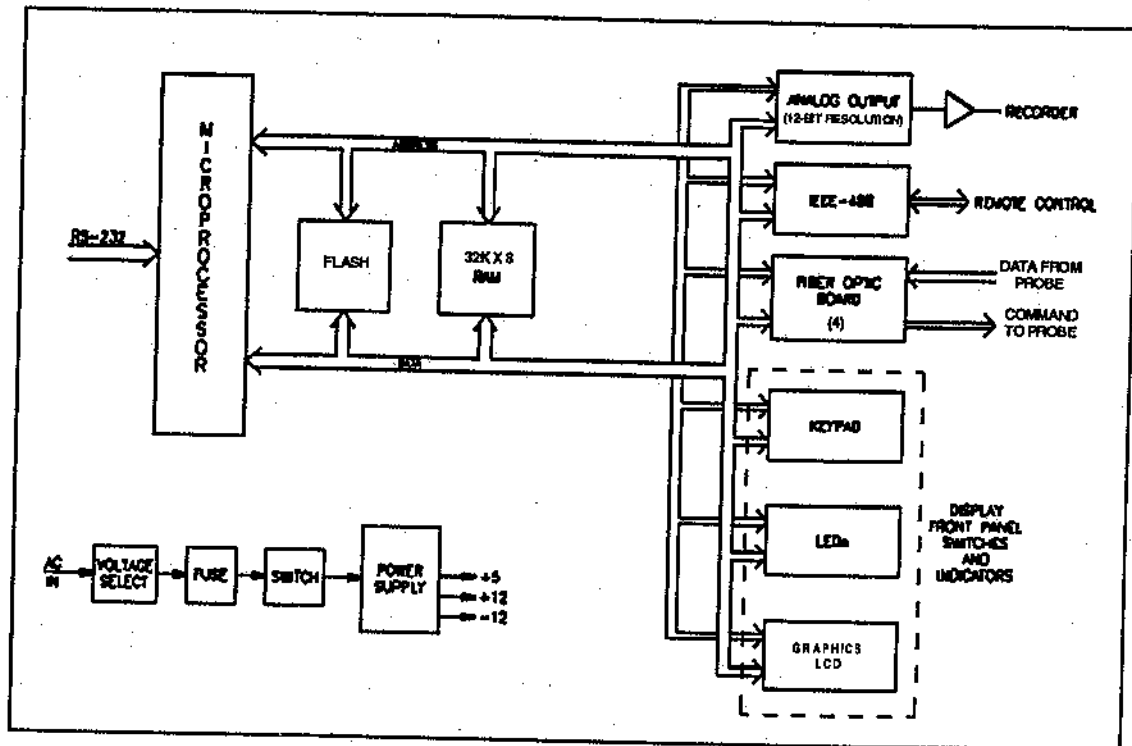 RS-232
MICROPROCESSOR
FLASH
32K X 8
RAM
ANALOG OUTPUT
(12-BIT RESOLUTION)
RECORDER
IEEE-488
REMOTE CONTROL
FIBER OPTIC
BOARD
(4)
DATA FROM
PROBE
COMMAND
TO PROBE
KEYPAD
LEDs
GRAPHICS
LCD
DISPLAY
FRONT PANEL
SWITCHES
AND
INDICATORS
AC
IN
VOLTAGE
SELECT
FUSE
SWITCH
POWER
SUPPLY
+5
+12
-12